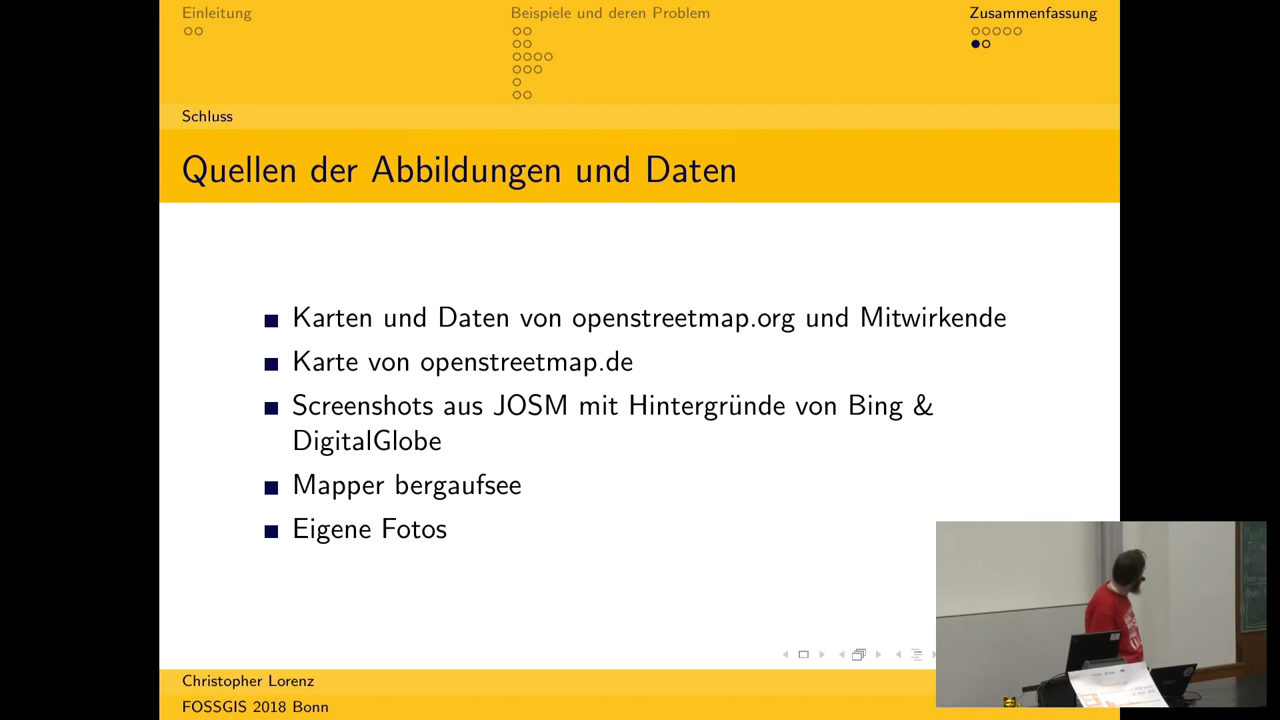 Einleitung
Beispiele und deren Problem
Zusammenfassung
Schluss
Quellen der Abbildungen und Daten
Karten und Daten von openstreetmap.org und Mitwirkende
Karte von openstreetmap.de
Screenshots aus JOSM mit Hintergründe von Bing &
DigitalGlobe
Mapper bergaufsee
Eigene Fotos
Christopher Lorenz
FOSSGIS 2018 Bonn